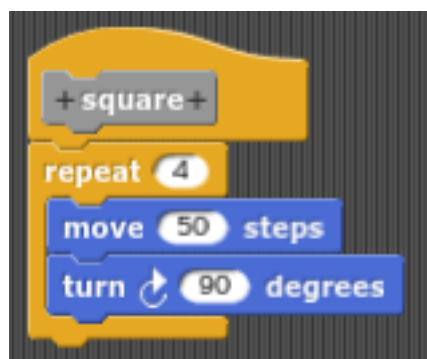 + square +
repeat 4
move 50 steps
turn ↻ 90 degrees